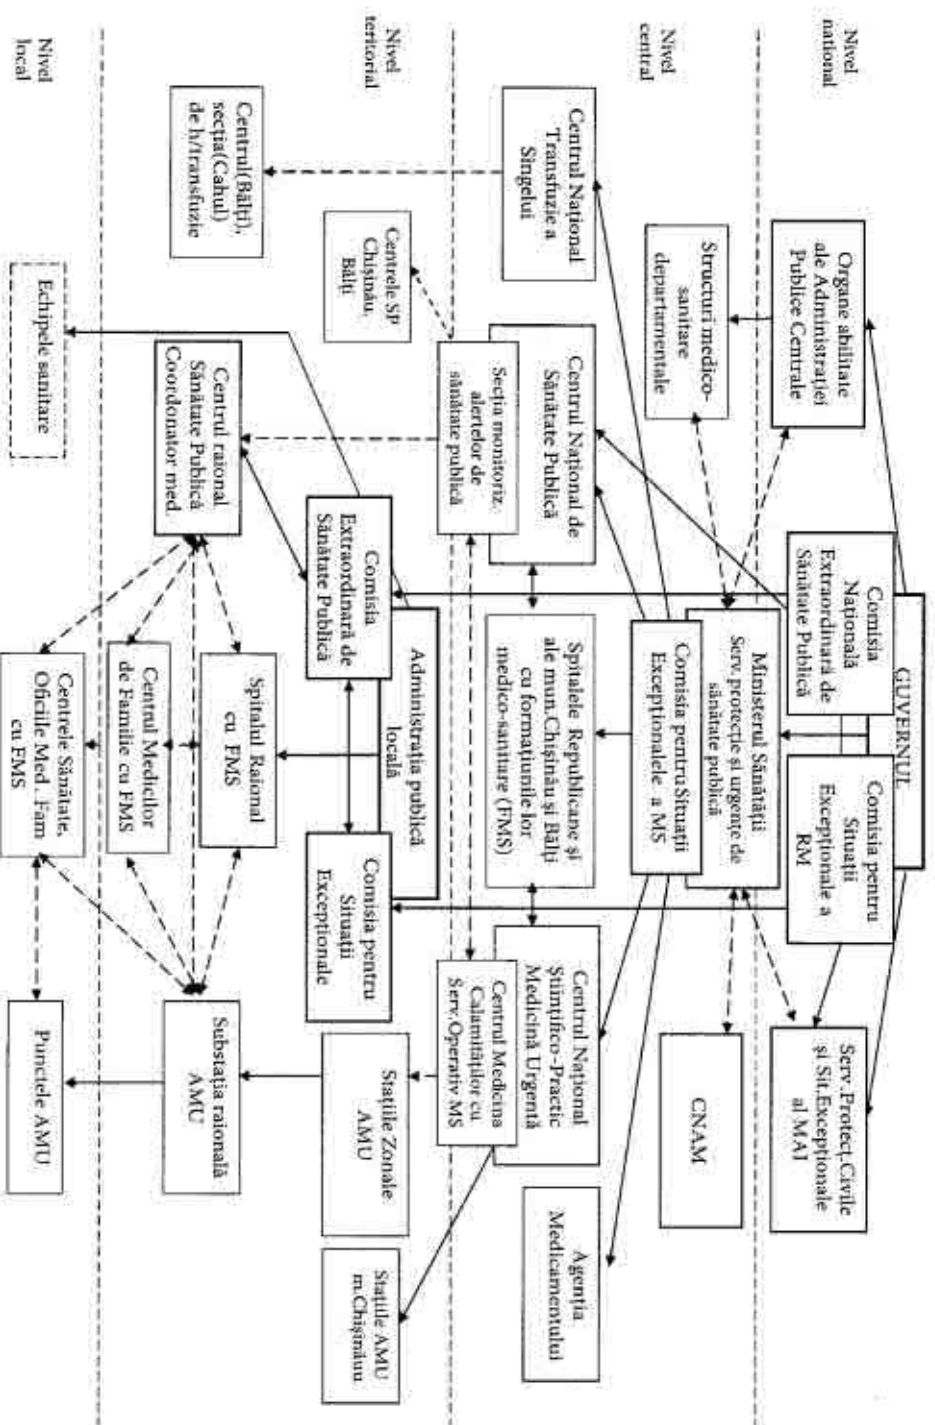 Nivel
național
GUVERNUL
Organe abilitate
ale Administrației
Publice Centrale
Comisia
Națională
Extraordinară de
Sănătate Publică
Comisia pentru
Situații
Excepționale a
RM
Serv.Protecț.Civile
și Sit.Excepționale
al MAI
Nivel
central
Structuri medico-
sanitare
departamentale
Ministerul Sănătății
Serv.protecție și urgențe de
sănătate publică
CNAM
Comisia pentru Situații
Excepționalele a MS
Centrul Național
Transfuzie a
Singelui
Centrul Național de
Sănătate Publică
Secția monitoriz.
alertelor de
sănătate publică
Spitalele Republicane și
ale mun.Chișinău și Bălți
cu formațiunile lor
medico-sanitare (FMS)
Centrul Național
Științifico-Practic
Medicină Urgentă
Centrul Medicina
Calamităților cu
Serv.Operativ MS
Agenția
Medicamentului
Nivel
teritorial
Centrul(Bălți),
secția(Cahul)
de h/transfuzie
Centrele SP
Chișinău,
Bălți
Administrația publică
locală
Comisia
Extraordinară de
Sănătate Publică
Comisia pentru
Situații
Excepționale
Stațiile Zonale
AMU
Stațiile AMU
m.Chișinăuu
Centrul raional
Sănătate Publică
Coordonator med.
Spitalul Raional
cu FMS
Centrul Medicilor
de Familie cu FMS
Substația raională
AMU
Nivel
local
Echipele sanitare
Centrele Sănătate,
Oficiile Med. Fam
cu FMS
Punctele AMU